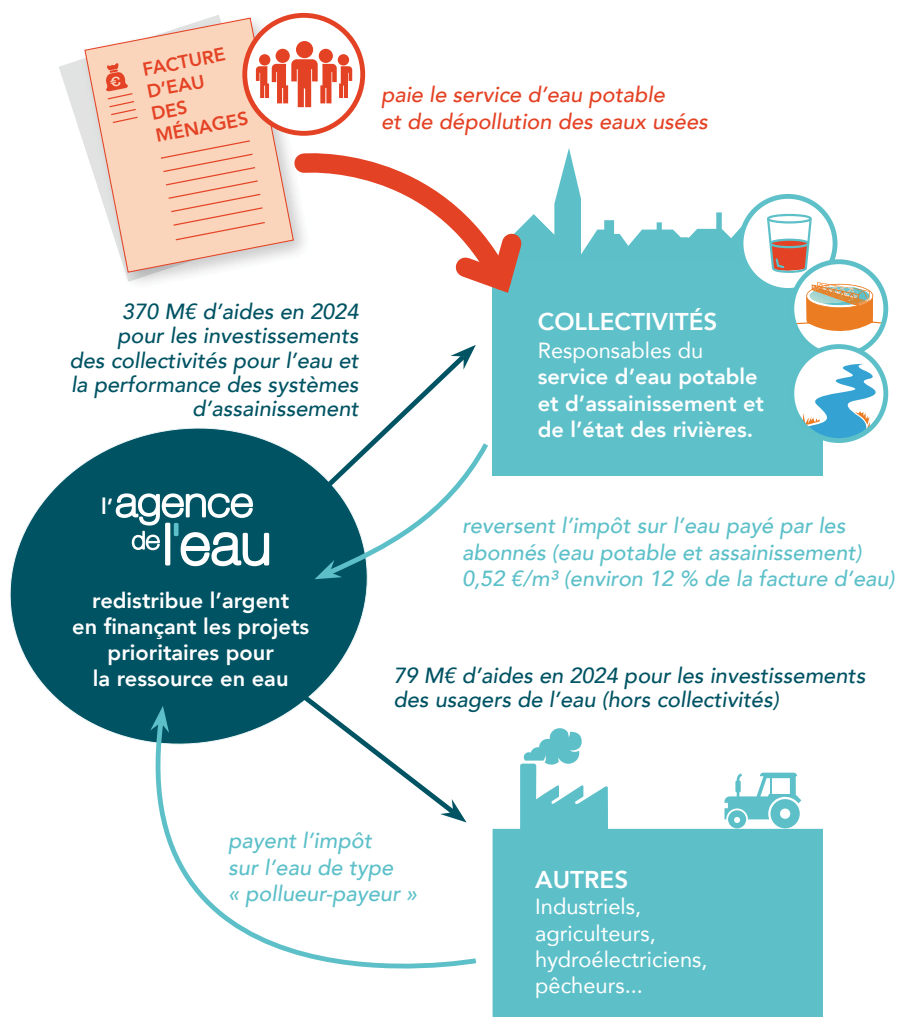 FACTURE
D'EAU
DES
MÉNAGES
paie le service d'eau potable
et de dépollution des eaux usées
370 M€ d'aides en 2024
pour les investissements
des collectivités pour l'eau et
la performance des systèmes
d'assainissement
COLLECTIVITÉS
Responsables du
service d'eau potable
et d'assainissement et
de l'état des rivières.
l'agence
de l'eau
redistribue l'argent
en finançant les projets
prioritaires pour
la ressource en eau
reversent l'impôt sur l'eau payé par les
abonnés (eau potable et assainissement)
0,52 €/m³ (environ 12 % de la facture d'eau)
79 M€ d'aides en 2024 pour les investissements
des usagers de l'eau (hors collectivités)
payent l'impôt
sur l'eau de type
« pollueur-payeur »
AUTRES
Industriels,
agriculteurs,
hydroélectriciens,
pêcheurs...